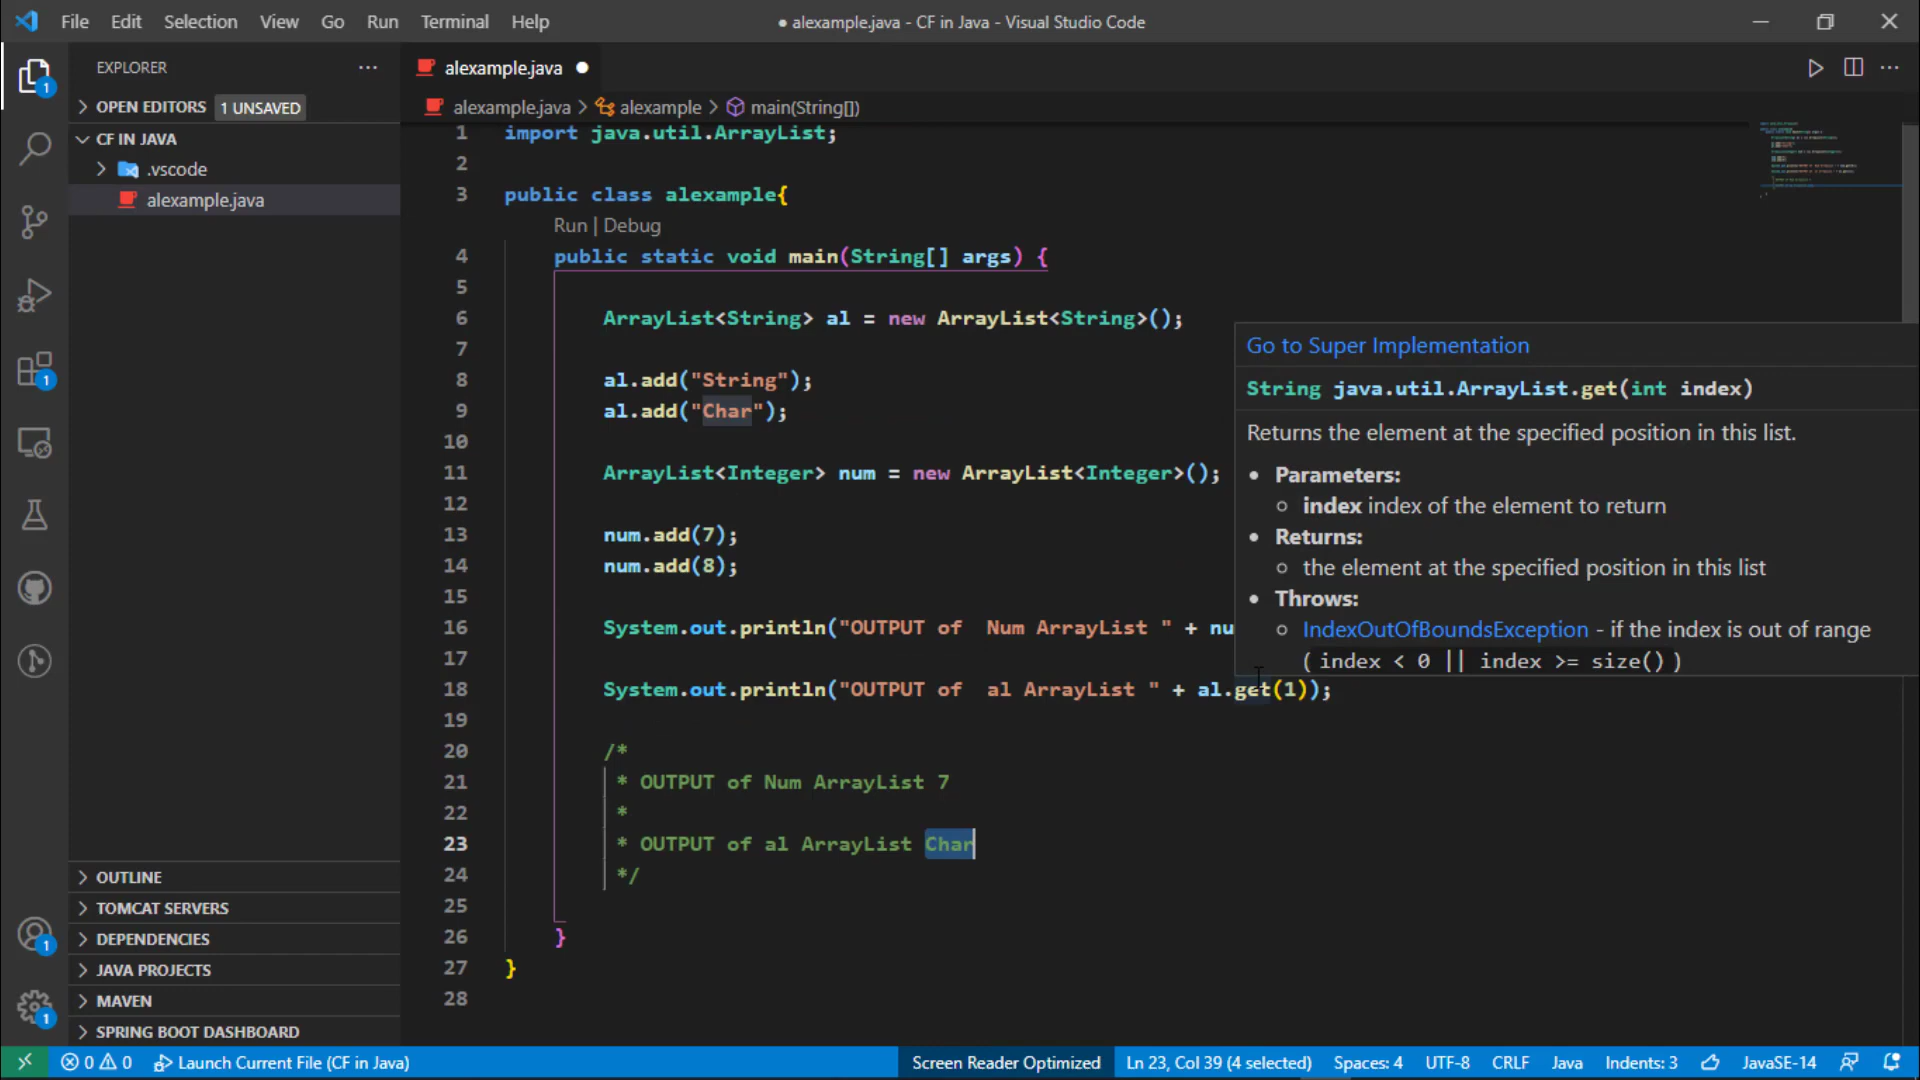 File Edit Selection View Go Run Terminal Help
● alexample.java - CF in Java - Visual Studio Code
EXPLORER
OPEN EDITORS 1 UNSAVED
CF IN JAVA
.vscode
alexample.java
OUTLINE
TOMCAT SERVERS
DEPENDENCIES
JAVA PROJECTS
MAVEN
SPRING BOOT DASHBOARD
1
1
1
1
alexample.java ●
alexample.java > alexample > main(String[])
1 import java.util.ArrayList;
2
3 public class alexample{
Run | Debug
4 public static void main(String[] args) {
5
6 ArrayList<String> al = new ArrayList<String>();
7
8 al.add("String");
9 al.add("Char");
10
11 ArrayList<Integer> num = new ArrayList<Integer>();
12
13 num.add(7);
14 num.add(8);
15
16 System.out.println("OUTPUT of  Num ArrayList " + nu
17
18 System.out.println("OUTPUT of  al ArrayList " + al.get(1));
19
20 /*
21 * OUTPUT of Num ArrayList 7
22 *
23 * OUTPUT of al ArrayList Char
24 */
25
26 }
27 }
28
Go to Super Implementation
String java.util.ArrayList.get(int index)
Returns the element at the specified position in this list.
• Parameters:
○ index index of the element to return
• Returns:
○ the element at the specified position in this list
• Throws:
○ IndexOutOfBoundsException - if the index is out of range
( index < 0 || index >= size() )
0 0 Launch Current File (CF in Java) Screen Reader Optimized Ln 23, Col 39 (4 selected) Spaces: 4 UTF-8 CRLF Java Indents: 3 JavaSE-14